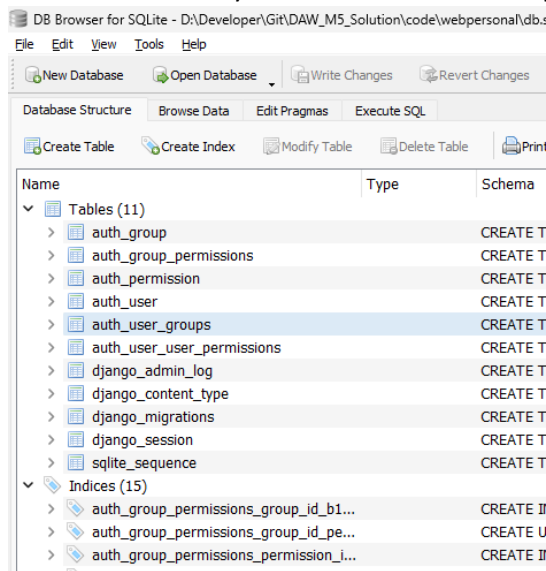 DB Browser for SQLite - D:\Developer\Git\DAW_M5_Solution\code\webpersonal\db.s
File Edit View Tools Help
New Database Open Database Write Changes Revert Changes
Database Structure Browse Data Edit Pragmas Execute SQL
Create Table Create Index Modify Table Delete Table Print
Name Type Schema
Tables (11)
auth_group CREATE T
auth_group_permissions CREATE T
auth_permission CREATE T
auth_user CREATE T
auth_user_groups CREATE T
auth_user_user_permissions CREATE T
django_admin_log CREATE T
django_content_type CREATE T
django_migrations CREATE T
django_session CREATE T
sqlite_sequence CREATE T
Indices (15)
auth_group_permissions_group_id_b1... CREATE IN
auth_group_permissions_group_id_pe... CREATE U
auth_group_permissions_permission_i... CREATE IN